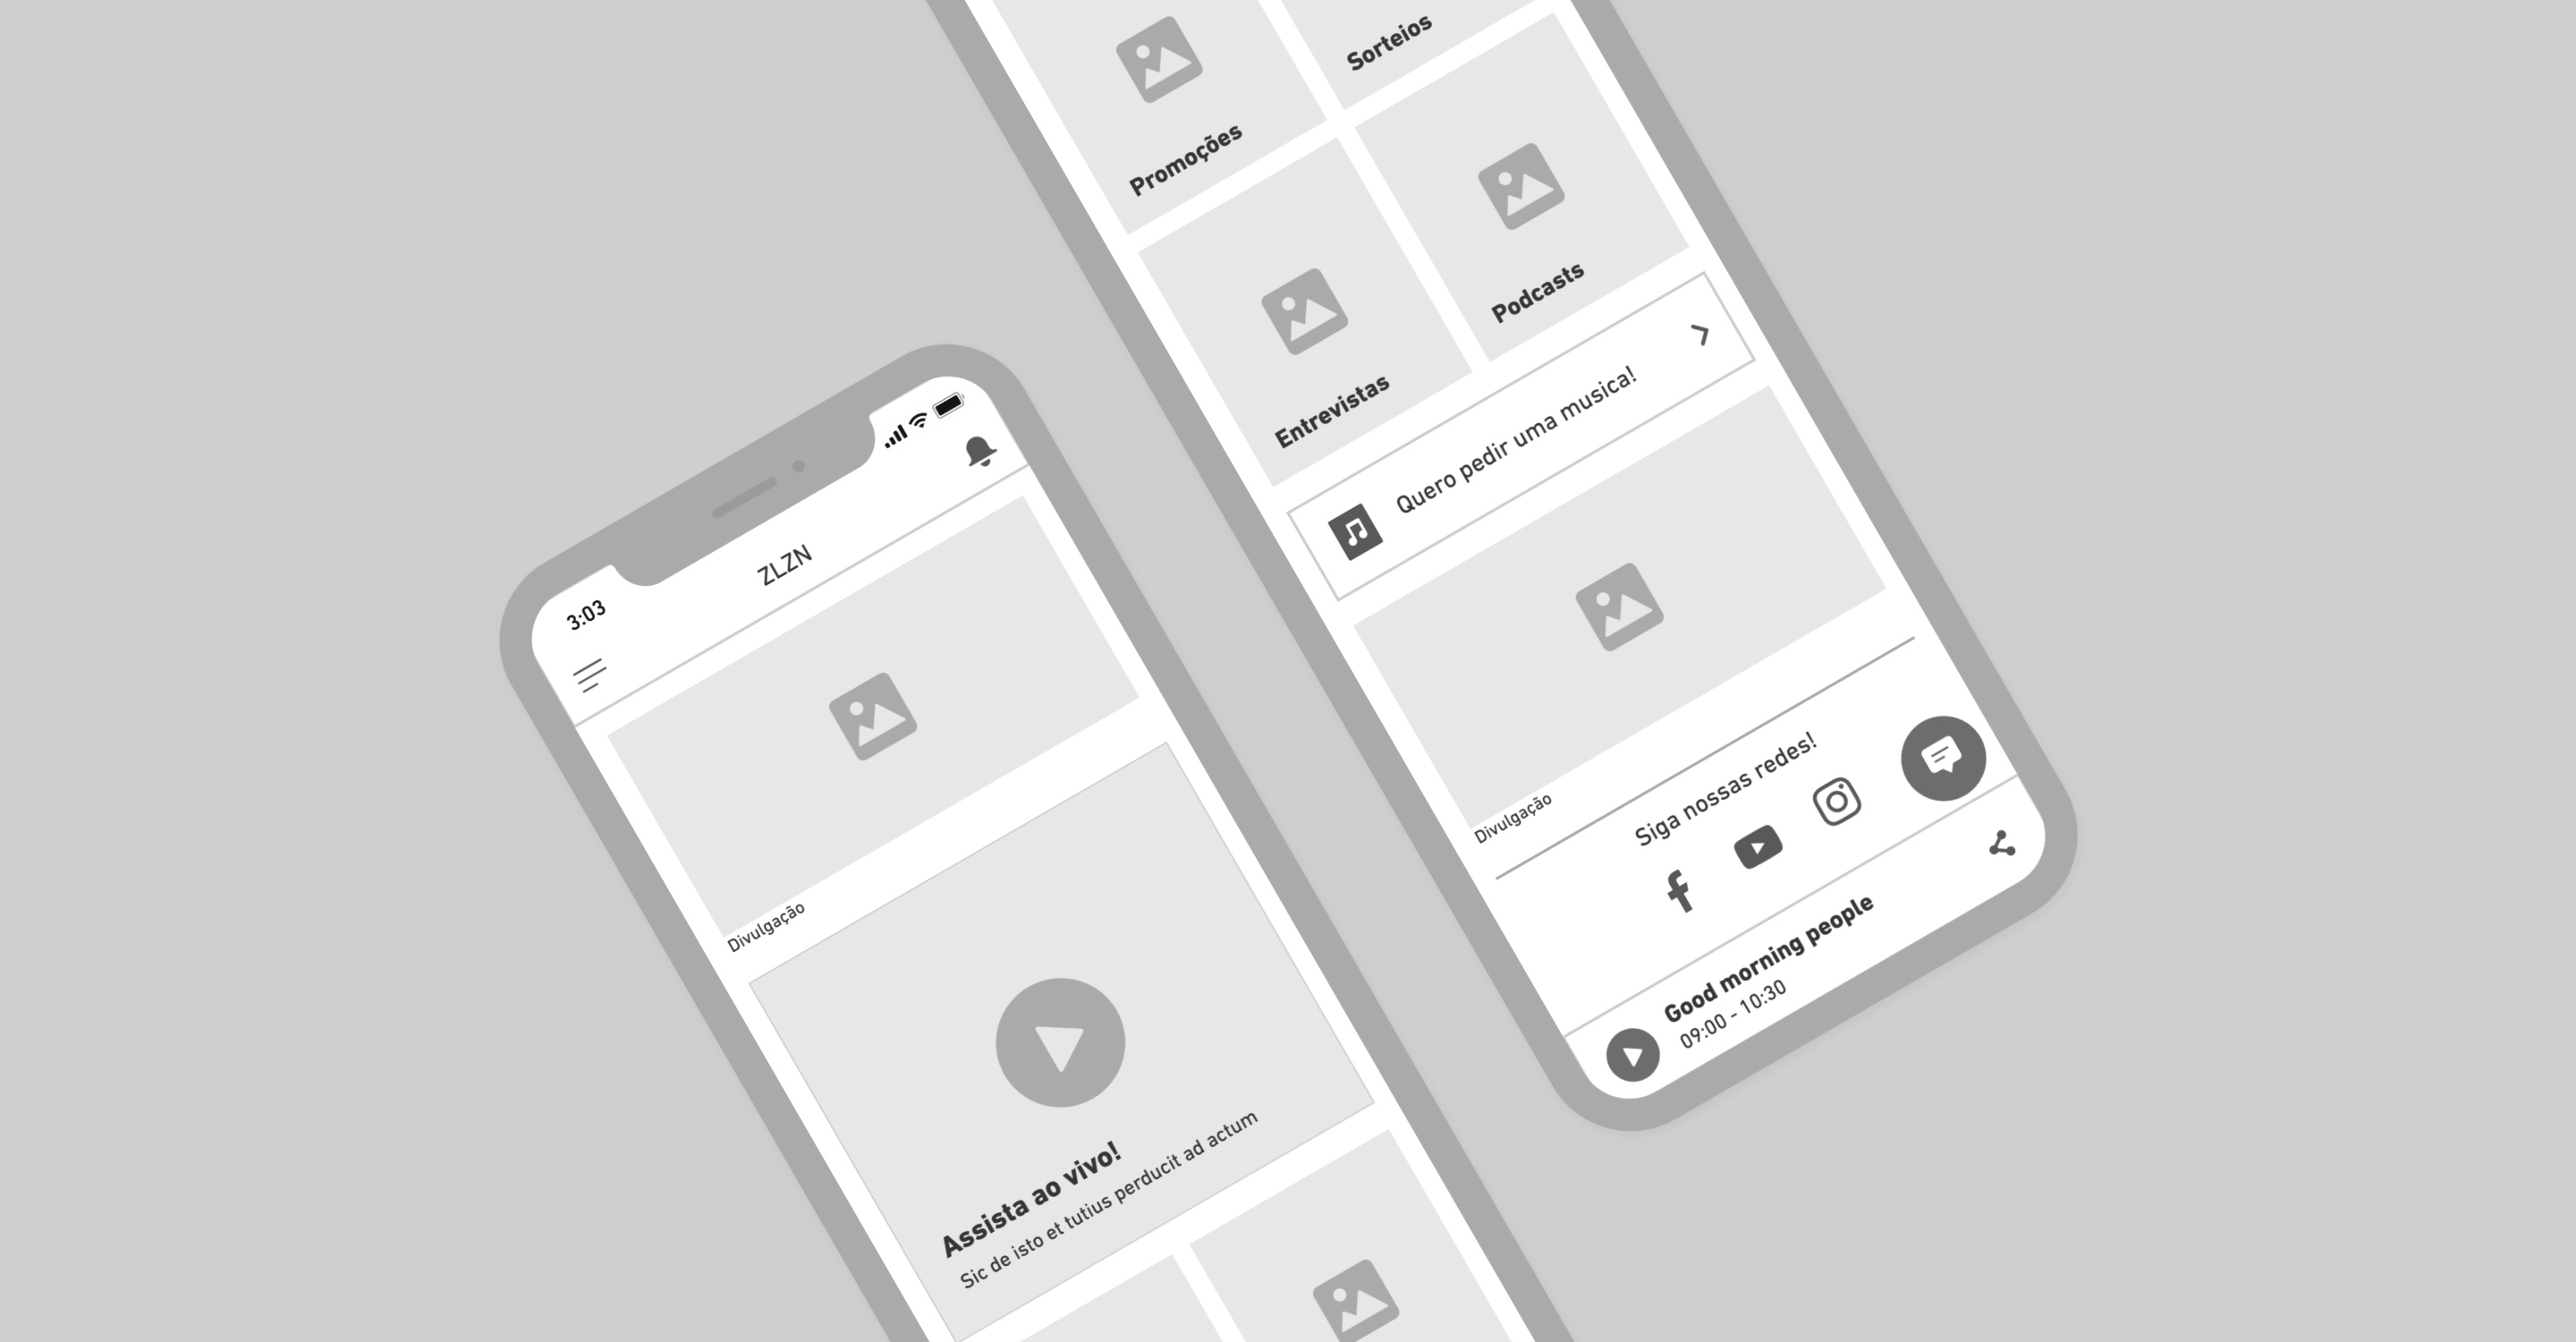 3:03
ZLZN
Divulgação
Assista ao vivo!
Sic de isto et tutius perducit ad actum
Promoções
Sorteios
Entrevistas
Podcasts
Quero pedir uma musica!
Divulgação
Siga nossas redes!
Good morning people
09:00 - 10:30